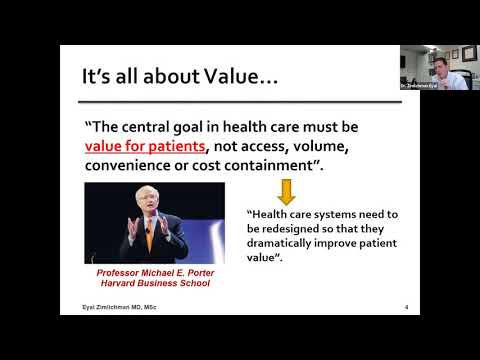 It's all about Value...
Dr. Zimlichman Eyal
"The central goal in health care must be
value for patients, not access, volume,
convenience or cost containment".
"Health care systems need to
be redesigned so that they
dramatically improve patient
value".
Professor Michael E. Porter
Harvard Business School
Eyal Zimlichman MD, MSc
4